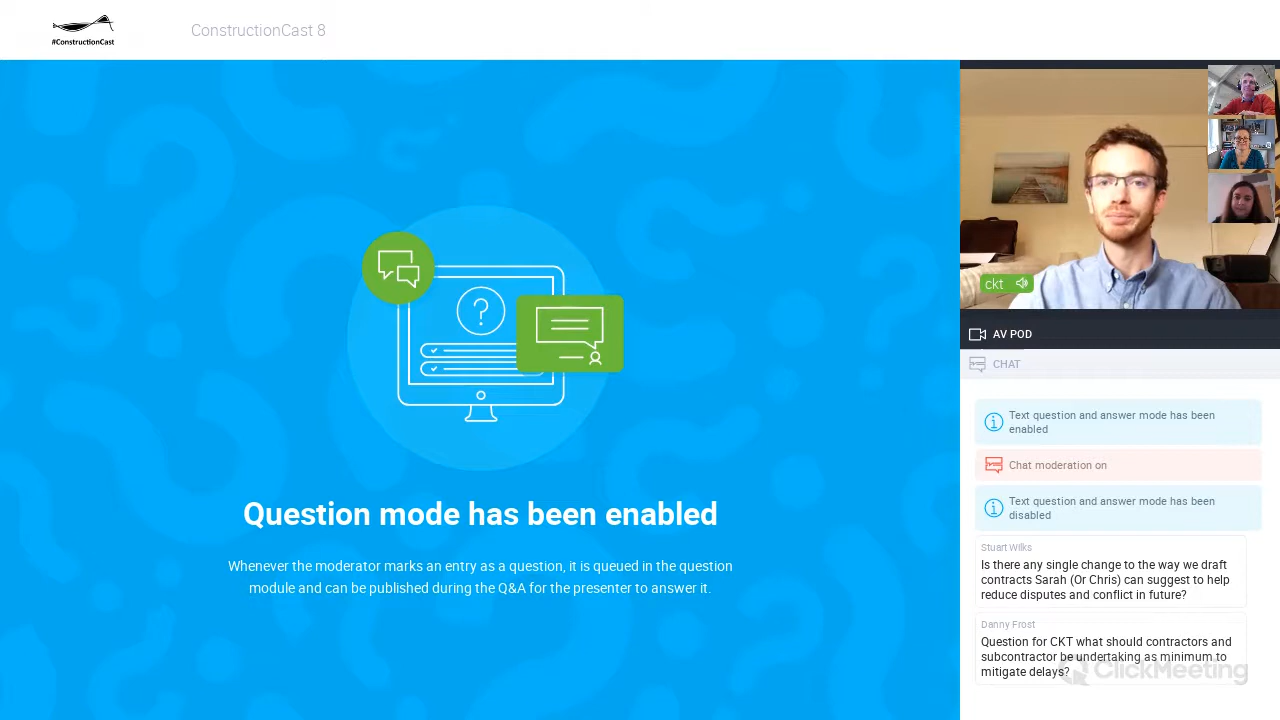 #ConstructionCast
ConstructionCast 8
ckt
AV POD
CHAT
Text question and answer mode has been
enabled
Chat moderation on
Text question and answer mode has been
disabled
Stuart Wilks
Is there any single change to the way we draft
contracts Sarah (Or Chris) can suggest to help
reduce disputes and conflict in future?
Danny Frost
Question for CKT what should contractors and
subcontractor be undertaking as minimum to
mitigate delays?
ClickMeeting
Question mode has been enabled
Whenever the moderator marks an entry as a question, it is queued in the question
module and can be published during the Q&A for the presenter to answer it.